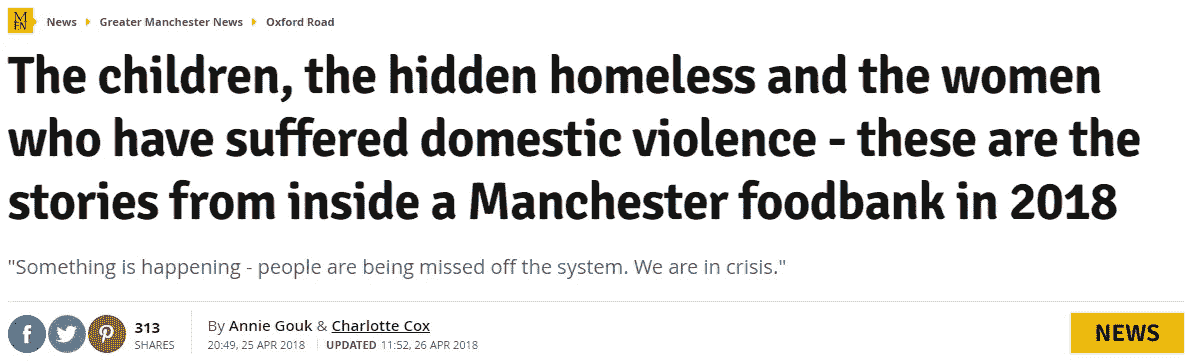 MEN News Greater Manchester News Oxford Road
The children, the hidden homeless and the women
who have suffered domestic violence - these are the
stories from inside a Manchester foodbank in 2018
"Something is happening - people are being missed off the system. We are in crisis."
313
SHARES
By Annie Gouk & Charlotte Cox
20:49, 25 APR 2018 UPDATED 11:52, 26 APR 2018
NEWS